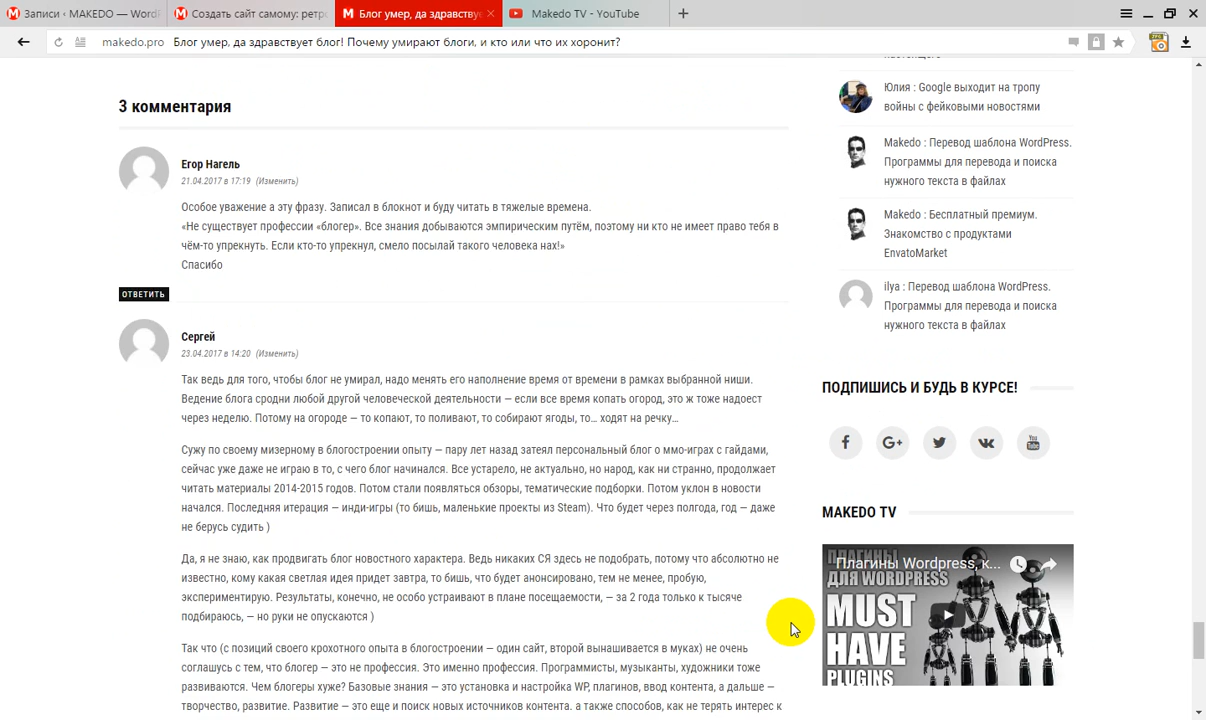 Записи ‹ MAKEDO — WordP
Создать сайт самому: ретро
Блог умер, да здравствуе
Makedo TV - YouTube
makedo.pro Блог умер, да здравствует блог! Почему умирают блоги, и кто или что их хоронит?
3 комментария
Егор Нагель
21.04.2017 в 17:19 (Изменить)
Особое уважение а эту фразу. Записал в блокнот и буду читать в тяжелые времена.
«Не существует профессии «блогер». Все знания добываются эмпирическим путём, поэтому ни кто не имеет право тебя в
чём-то упрекнуть. Если кто-то упрекнул, смело посылай такого человека нах!»
Спасибо
ОТВЕТИТЬ
Сергей
23.04.2017 в 14:20 (Изменить)
Так ведь для того, чтобы блог не умирал, надо менять его наполнение время от времени в рамках выбранной ниши.
Ведение блога сродни любой другой человеческой деятельности — если все время копать огород, это ж тоже надоест
через неделю. Потому на огороде — то копают, то поливают, то собирают ягоды, то… ходят на речку…
Сужу по своему мизерному в блогостроении опыту — пару лет назад затеял персональный блог о ммо-играх с гайдами,
сейчас уже даже не играю в то, с чего блог начинался. Все устарело, не актуально, но народ, как ни странно, продолжает
читать материалы 2014-2015 годов. Потом стали появляться обзоры, тематические подборки. Потом уклон в новости
начался. Последняя итерация — инди-игры (то бишь, маленькие проекты из Steam). Что будет через полгода, год — даже
не берусь судить )
Да, я не знаю, как продвигать блог новостного характера. Ведь никаких СЯ здесь не подобрать, потому что абсолютно не
известно, кому какая светлая идея придет завтра, то бишь, что будет анонсировано, тем не менее, пробую,
экспериментирую. Результаты, конечно, не особо устраивают в плане посещаемости, — за 2 года только к тысяче
подбираюсь, — но руки не опускаются )
Так что (с позиций своего крохотного опыта в блогостроении — один сайт, второй вынашивается в муках) не очень
соглашусь с тем, что блогер — это не профессия. Это именно профессия. Программисты, музыканты, художники тоже
развиваются. Чем блогеры хуже? Базовые знания — это установка и настройка WP, плагинов, ввод контента, а дальше —
творчество, развитие. Развитие — это еще и поиск новых источников контента. а также способов, как не терять интерес к
настоящего
Юлия : Google выходит на тропу
войны с фейковыми новостями
Makedo : Перевод шаблона WordPress.
Программы для перевода и поиска
нужного текста в файлах
Makedo : Бесплатный премиум.
Знакомство с продуктами
EnvatoMarket
ilya : Перевод шаблона WordPress.
Программы для перевода и поиска
нужного текста в файлах
ПОДПИШИСЬ И БУДЬ В КУРСЕ!
You Tube
MAKEDO TV
Плагины Wordpress, к...
ПЛАГИНЫ
ДЛЯ WORDPRESS
MUST
HAVE
PLUGINS